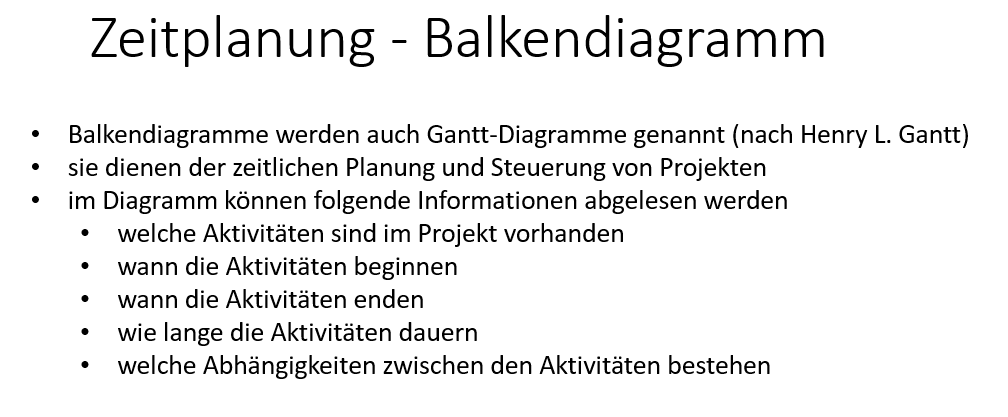 Zeitplanung - Balkendiagramm
• Balkendiagramme werden auch Gantt-Diagramme genannt (nach Henry L. Gantt)
• sie dienen der zeitlichen Planung und Steuerung von Projekten
• im Diagramm können folgende Informationen abgelesen werden
• welche Aktivitäten sind im Projekt vorhanden
• wann die Aktivitäten beginnen
• wann die Aktivitäten enden
• wie lange die Aktivitäten dauern
• welche Abhängigkeiten zwischen den Aktivitäten bestehen